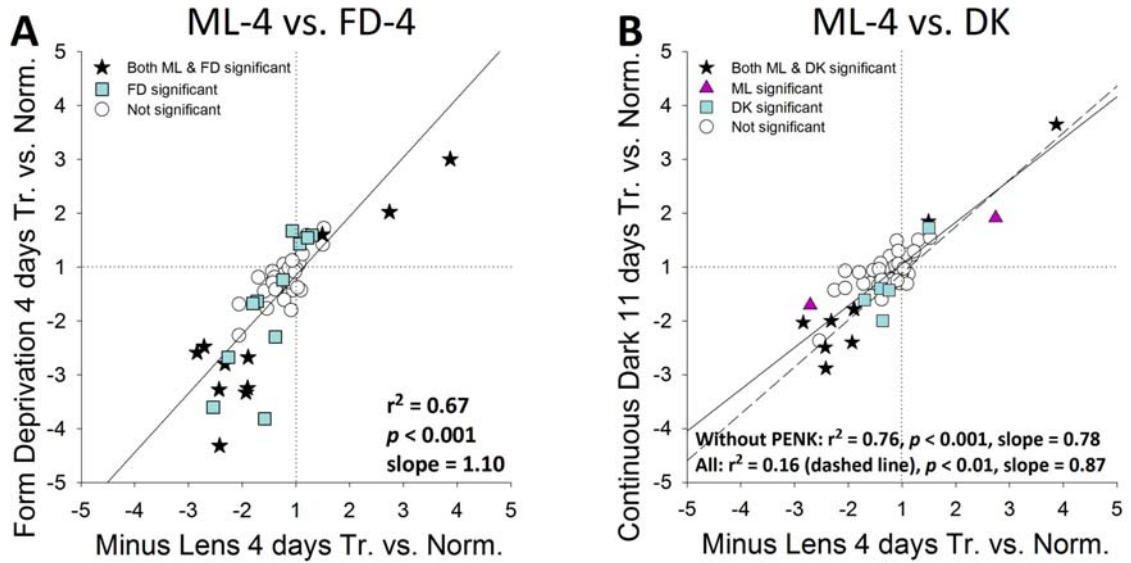 A
ML-4 vs. FD-4
Form Deprivation 4 days Tr. vs. Norm.
5
4
3
2
1
-2
-3
-4
-5
Both ML & FD significant
FD significant
Not significant
r² = 0.67
p < 0.001
slope = 1.10
-5 -4 -3 -2 1 2 3 4 5
Minus Lens 4 days Tr. vs. Norm.
B
ML-4 vs. DK
Continuous Dark 11 days Tr. vs. Norm.
5
4
3
2
1
-2
-3
-4
-5
Both ML & DK significant
ML significant
DK significant
Not significant
Without PENK: r² = 0.76, p < 0.001, slope = 0.78
All: r² = 0.16 (dashed line), p < 0.01, slope = 0.87
-5 -4 -3 -2 1 2 3 4 5
Minus Lens 4 days Tr. vs. Norm.